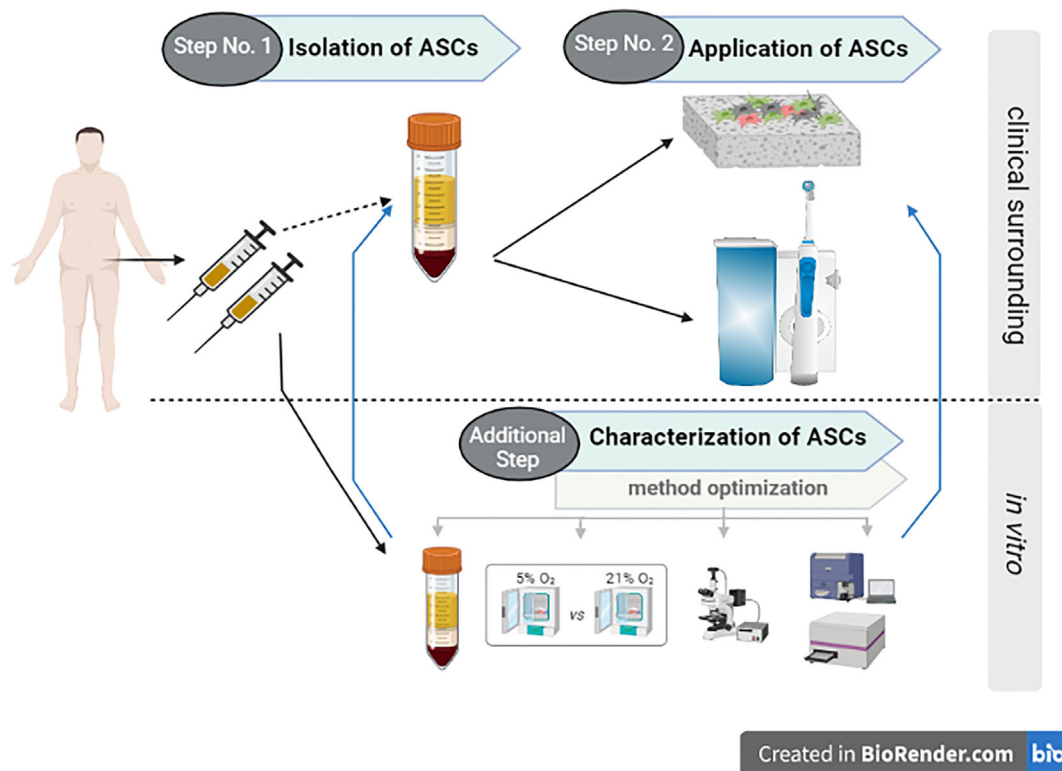 Step No. 1
Isolation of ASCs
Step No. 2
Application of ASCs
clinical surrounding
Additional
Step
Characterization of ASCs
method optimization
5% O₂
vs
21% O₂
in vitro
Created in BioRender.com
bio